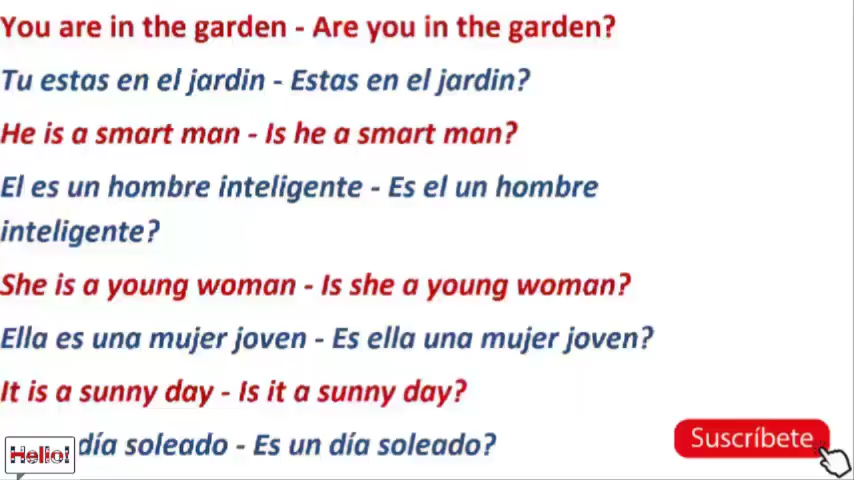 You are in the garden - Are you in the garden?
Tu estas en el jardin - Estas en el jardin?
He is a smart man - Is he a smart man?
El es un hombre inteligente - Es el un hombre
inteligente?
She is a young woman - Is she a young woman?
Ella es una mujer joven - Es ella una mujer joven?
It is a sunny day - Is it a sunny day?
día soleado - Es un día soleado?
Hello!
Suscríbete